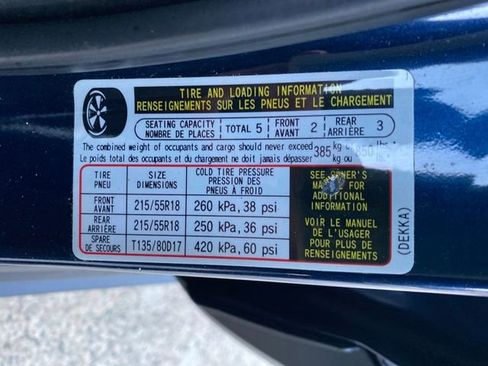 TIRE AND LOADING INFORMATION
RENSEIGNEMENTS SUR LES PNEUS ET LE CHARGEMENT
SEATING CAPACITY
NOMBRE DE PLACES
TOTAL 5
FRONT
AVANT
2
REAR
ARRIÈRE
3
The combined weight of occupants and cargo should never exceed 385 kg or 850 lbs.
Le poids total des occupants et du chargement ne doit jamais dépasser kg ou
TIRE
PNEU
SIZE
DIMENSIONS
COLD TIRE PRESSURE
PRESSION DES
PNEUS À FROID
FRONT
AVANT
215/55R18
260 kPa, 38 psi
REAR
ARRIÈRE
215/55R18
250 kPa, 36 psi
SPARE
DE SECOURS
T135/80D17
420 kPa, 60 psi
SEE OWNER'S
MANUAL FOR
ADDITIONAL
INFORMATION
VOIR LE MANUEL
DE L'USAGER
POUR PLUS DE
RENSEIGNEMENTS
(DEKKA)